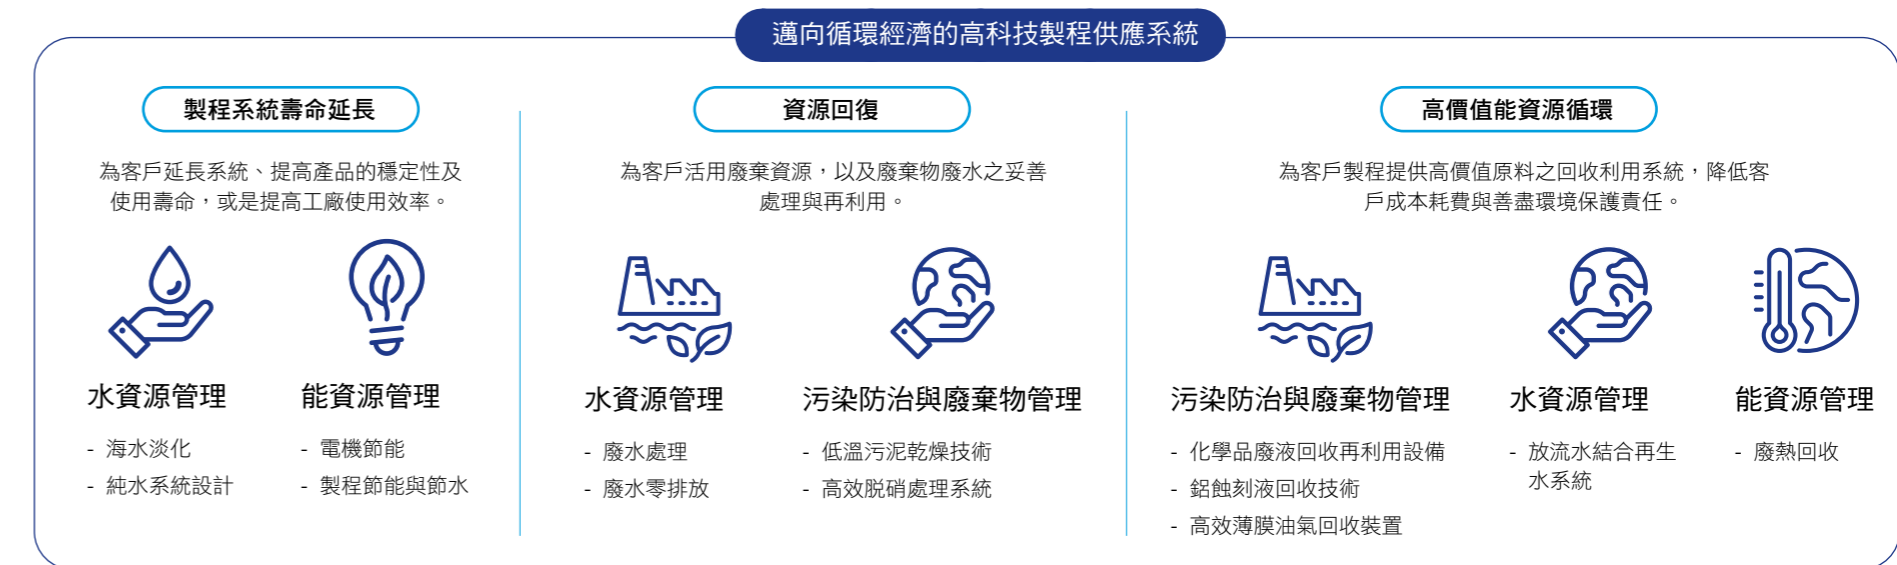 邁向循環經濟的高科技製程供應系統
製程系統壽命延長
為客戶延長系統、提高產品的穩定性及
使用壽命，或是提高工廠使用效率。
水資源管理
- 海水淡化
- 純水系統設計
能資源管理
- 電機節能
- 製程節能與節水
資源回復
為客戶活用廢棄資源，以及廢棄物廢水之妥善
處理與再利用。
水資源管理
- 廢水處理
- 廢水零排放
污染防治與廢棄物管理
- 低溫污泥乾燥技術
- 高效脫硝處理系統
高價值能資源循環
為客戶製程提供高價值原料之回收利用系統，降低客
戶成本耗費與善盡環境保護責任。
污染防治與廢棄物管理
- 化學品廢液回收再利用設備
- 鋁蝕刻液回收技術
- 高效薄膜油氣回收裝置
水資源管理
- 放流水結合再生
水系統
能資源管理
- 廢熱回收